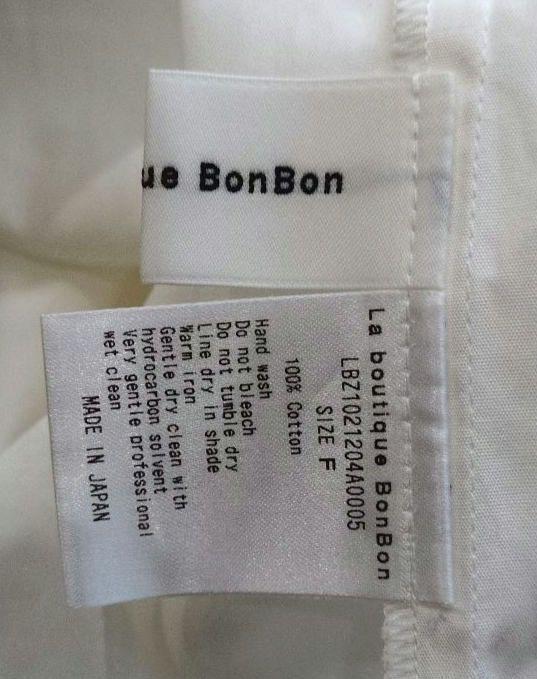 ue BonBon
La boutique BonBon
LBZ1021204A0005
SIZE F
100% Cotton
Hand wash
Do not bleach
Do not tumble dry
Line dry in shade
Warm iron
Gentle dry clean with
hydrocarbon solvent
Very gentle professional
wet clean
MADE IN JAPAN